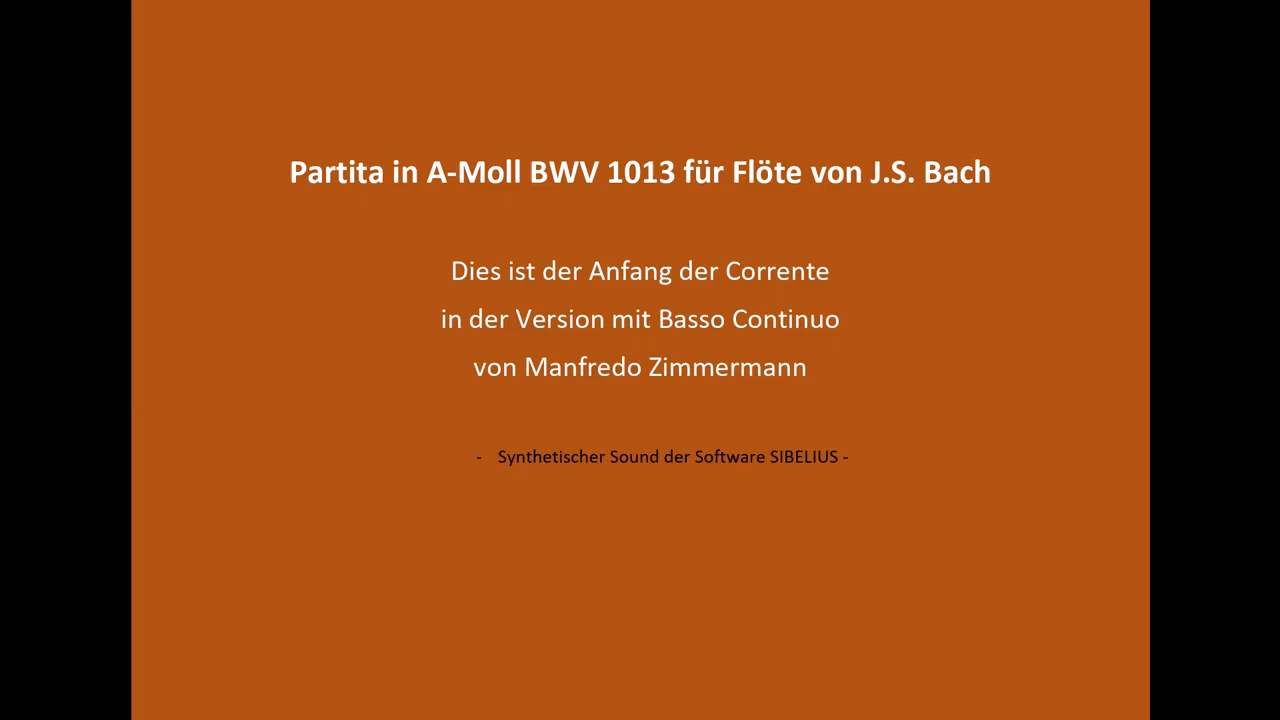 Partita in A-Moll BWV 1013 für Flöte von J.S. Bach
Dies ist der Anfang der Corrente
in der Version mit Basso Continuo
von Manfredo Zimmermann
- Synthetischer Sound der Software SIBELIUS -